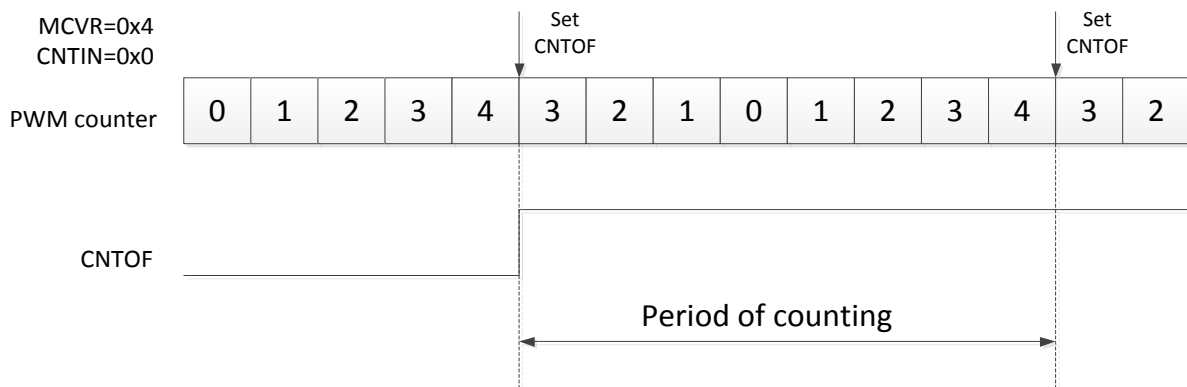 MCVR=0x4
CNTIN=0x0
Set
CNTOF
Set
CNTOF
PWM counter
0 1 2 3 4 3 2 1 0 1 2 3 4 3 2
CNTOF
Period of counting